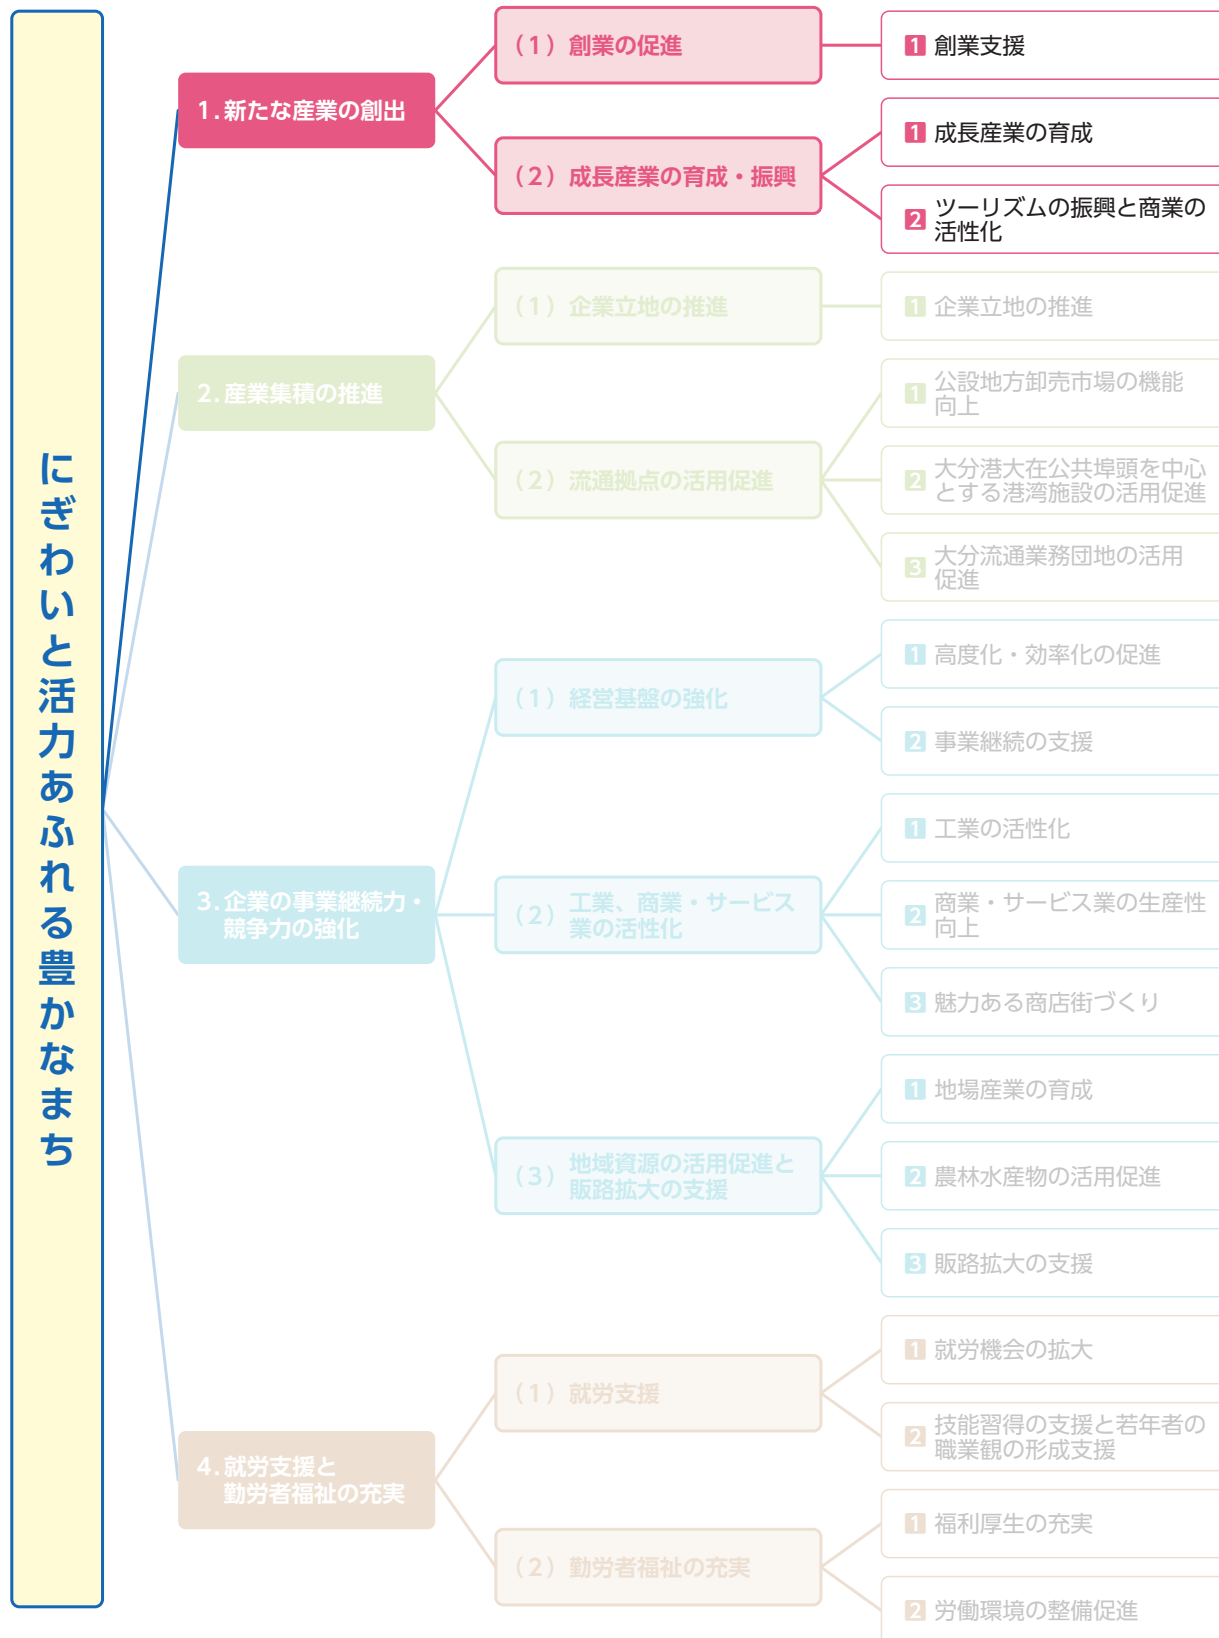 にぎわいと活力あふれる豊かなまち
1.新たな産業の創出
（1）創業の促進
1 創業支援
（2）成長産業の育成・振興
1 成長産業の育成
2 ツーリズムの振興と商業の
活性化
2.産業集積の推進
（1）企業立地の推進
1 企業立地の推進
（2）流通拠点の活用促進
1 公設地方卸売市場の機能
向上
2 大分港大在公共埠頭を中心
とする港湾施設の活用促進
3 大分流通業務団地の活用
促進
3.企業の事業継続力・
競争力の強化
（1）経営基盤の強化
1 高度化・効率化の促進
2 事業継続の支援
（2）工業、商業・サービス
業の活性化
1 工業の活性化
2 商業・サービス業の生産性
向上
3 魅力ある商店街づくり
（3）地域資源の活用促進と
販路拡大の支援
1 地場産業の育成
2 農林水産物の活用促進
3 販路拡大の支援
4.就労支援と
勤労者福祉の充実
（1）就労支援
1 就労機会の拡大
2 技能習得の支援と若年者の
職業観の形成支援
（2）勤労者福祉の充実
1 福利厚生の充実
2 労働環境の整備促進